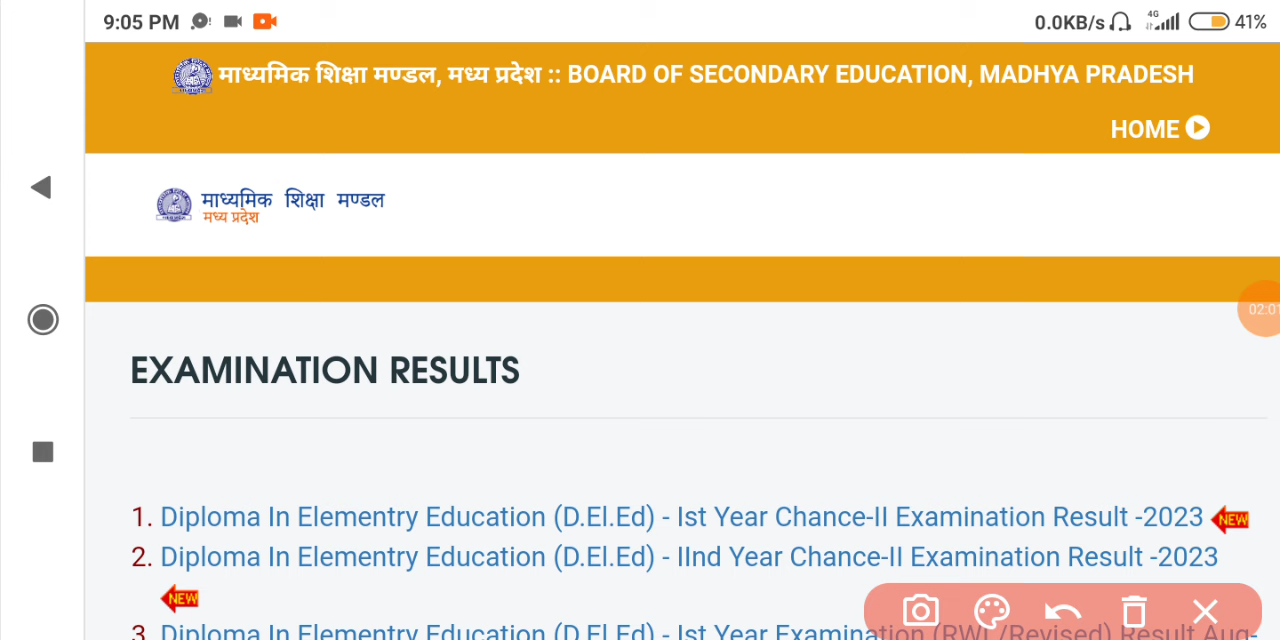 9:05 PM
0.0KB/s 4G 41%
माध्यमिक शिक्षा मण्डल, मध्य प्रदेश :: BOARD OF SECONDARY EDUCATION, MADHYA PRADESH
HOME
माध्यमिक शिक्षा मण्डल
मध्य प्रदेश
02:01
EXAMINATION RESULTS
1. Diploma In Elementry Education (D.El.Ed) - Ist Year Chance-II Examination Result -2023 NEW
2. Diploma In Elementry Education (D.El.Ed) - IInd Year Chance-II Examination Result -2023
NEW
3. Diploma In Elementry Education (D.El.Ed) - Ist Year Examination (RWL/Revised) Result Aug-